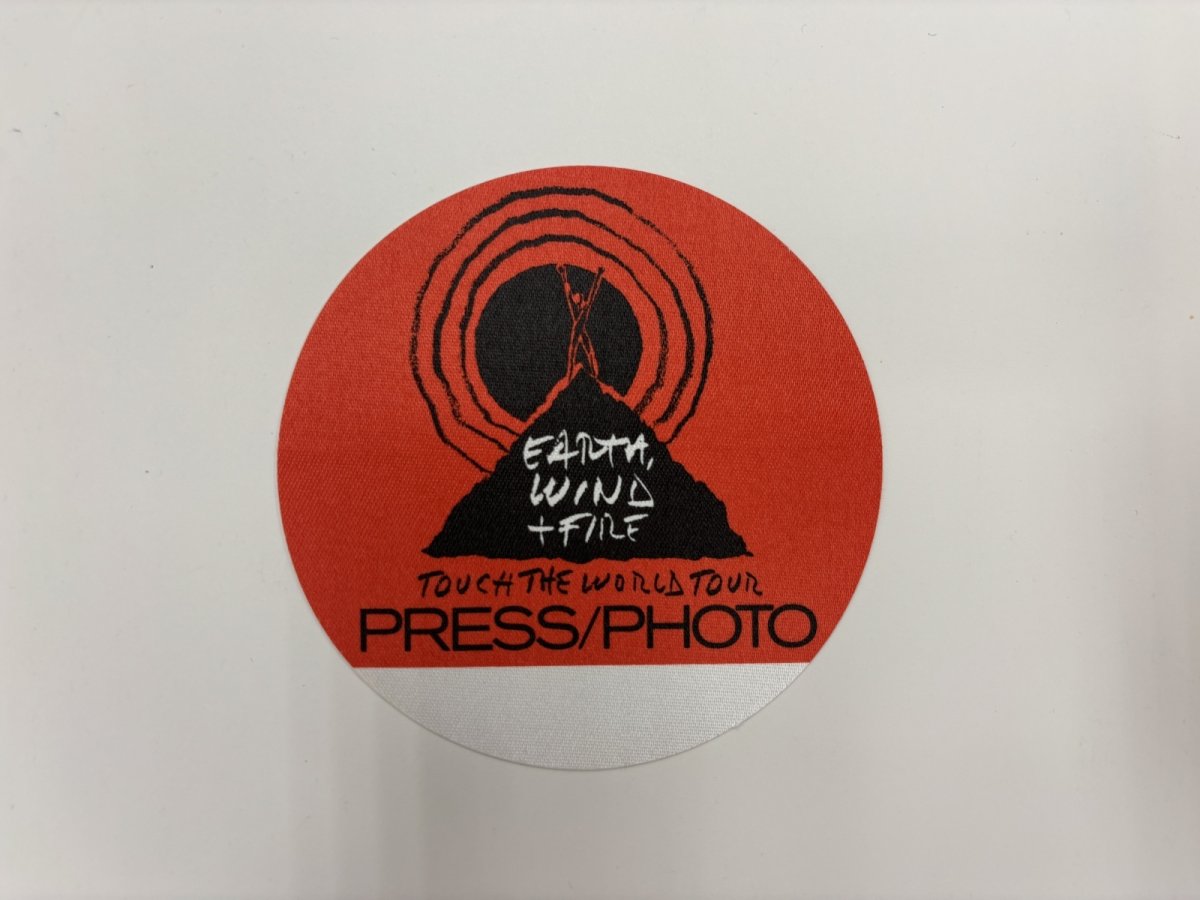 EARTH,
WIND
+ FIRE
TOUCH THE WORLD TOUR
PRESS/PHOTO